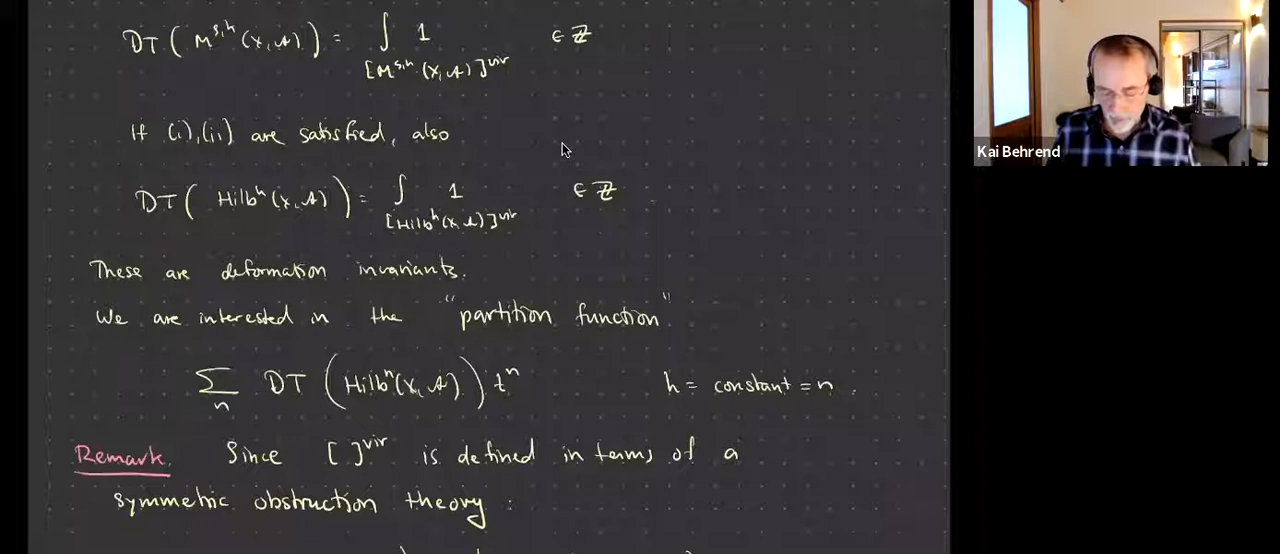 DT ( M^{s,h} (X, A) ) = ∫_{[M^{s,h} (X, A)]^{vir}} 1 ∈ ℤ
If (i), (ii) are satisfied, also
DT ( Hilb^h (X, A) ) = ∫_{[Hilb^h (X, A)]^{vir}} 1 ∈ ℤ
These are deformation invariants.
We are interested in the "partition function"
∑_n DT ( Hilb^n (X, A) ) t^n h = constant = n .
Remark. Since [ ]^{vir} is defined in terms of a
symmetric obstruction theory :
Kai Behrend